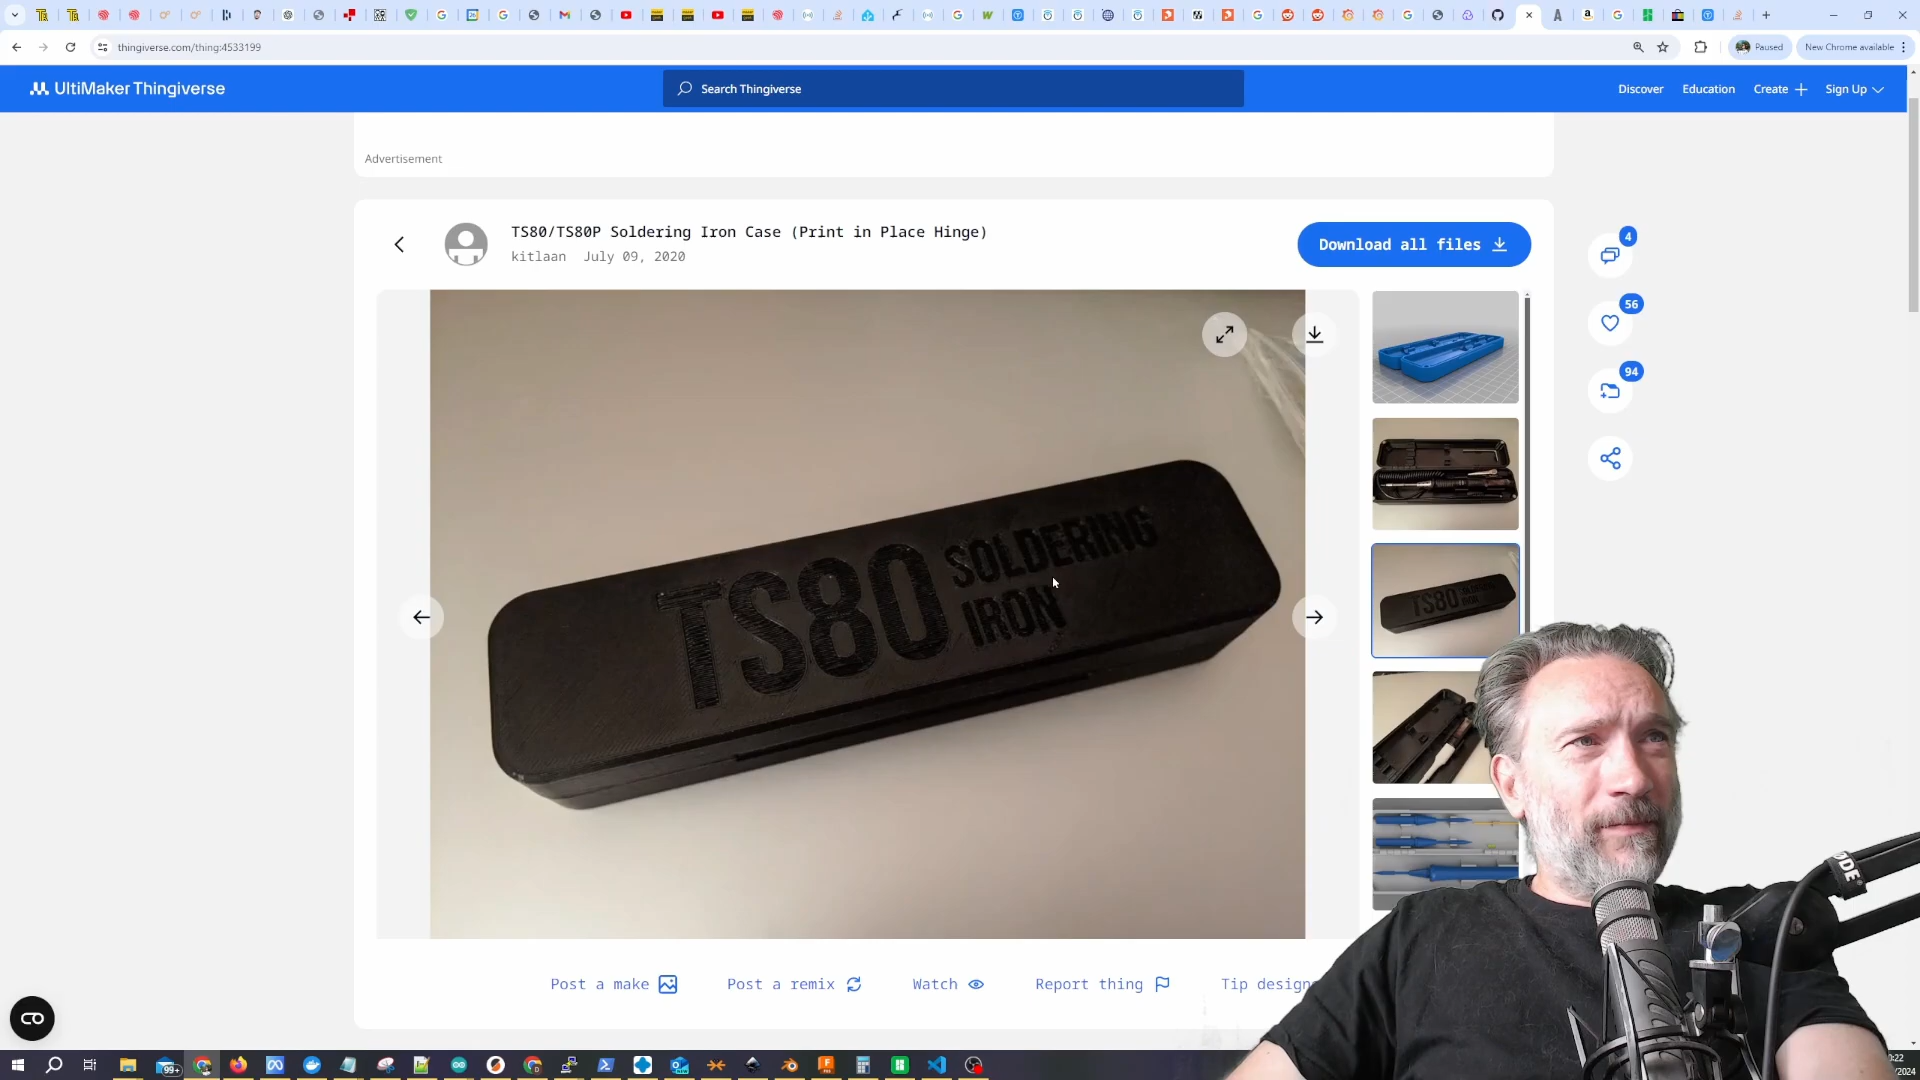 thingiverse.com/thing:4533199
Paused
New Chrome available
UltiMaker Thingiverse
Search Thingiverse
Discover
Education
Create
Sign Up
Advertisement
TS80/TS80P Soldering Iron Case (Print in Place Hinge)
kitlaan July 09, 2020
Download all files
4
56
94
TS80 SOLDERING
IRON
TS80
Post a make
Post a remix
Watch
Report thing
Tip design
99+